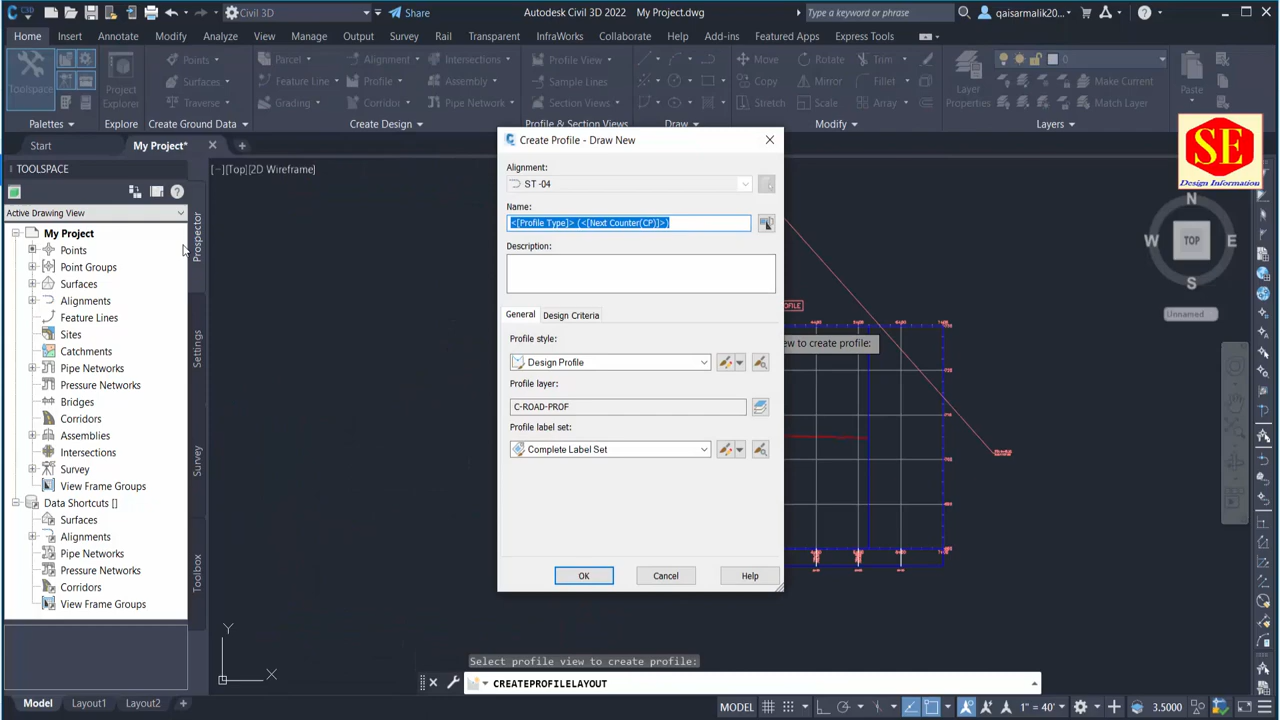 Civil 3D
Share
Autodesk Civil 3D 2022 My Project.dwg
Type a keyword or phrase
qaisarmalik20...
Home Insert Annotate Modify Analyze View Manage Output Survey Rail Transparent InfraWorks Collaborate Help Add-ins Featured Apps Express Tools
Toolspace
Project
Explorer
Points
Surfaces
Traverse
Parcel
Feature Line
Grading
Alignment
Profile
Corridor
Intersections
Assembly
Pipe Network
Profile View
Sample Lines
Section Views
Move
Copy
Stretch
Rotate
Mirror
Scale
Trim
Fillet
Array
Layer
Properties
0
Make Current
Match Layer
Paste
Palettes Explore Create Ground Data Create Design Profile & Section Views Draw Modify Layers
Start My Project*
TOOLSPACE
[−][Top][2D Wireframe]
Active Drawing View
My Project
Points
Point Groups
Surfaces
Alignments
Feature Lines
Sites
Catchments
Pipe Networks
Pressure Networks
Bridges
Corridors
Assemblies
Intersections
Survey
View Frame Groups
Data Shortcuts []
Surfaces
Alignments
Pipe Networks
Pressure Networks
Corridors
View Frame Groups
Prospector
Settings
Survey
Toolbox
Create Profile - Draw New
Alignment:
ST -04
Name:
<[Profile Type]> (<[Next Counter(CP)]>)
Description:
General Design Criteria
Profile style:
Design Profile
Profile layer:
C-ROAD-PROF
Profile label set:
Complete Label Set
OK Cancel Help
ew to create profile:
SE
Design Information
N
W TOP E
S
Unnamed
Y
X
Select profile view to create profile:
CREATEPROFILELAYOUT
Model Layout1 Layout2
MODEL
1" = 40'
3.5000